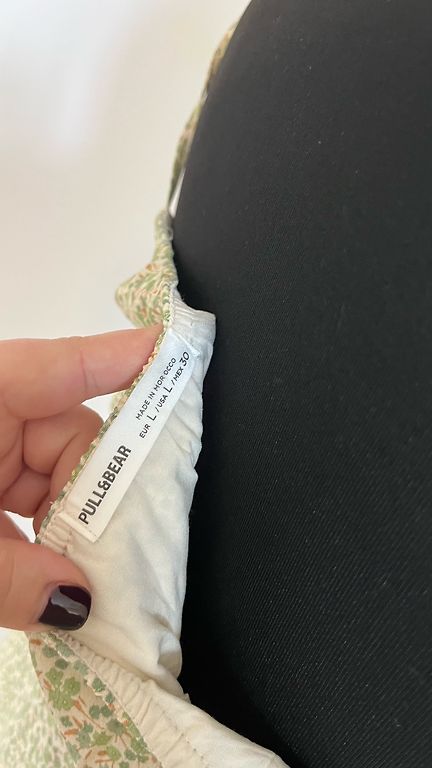 PULL&BEAR
MADE IN MOROCCO
EUR L / USA L / MEX 30